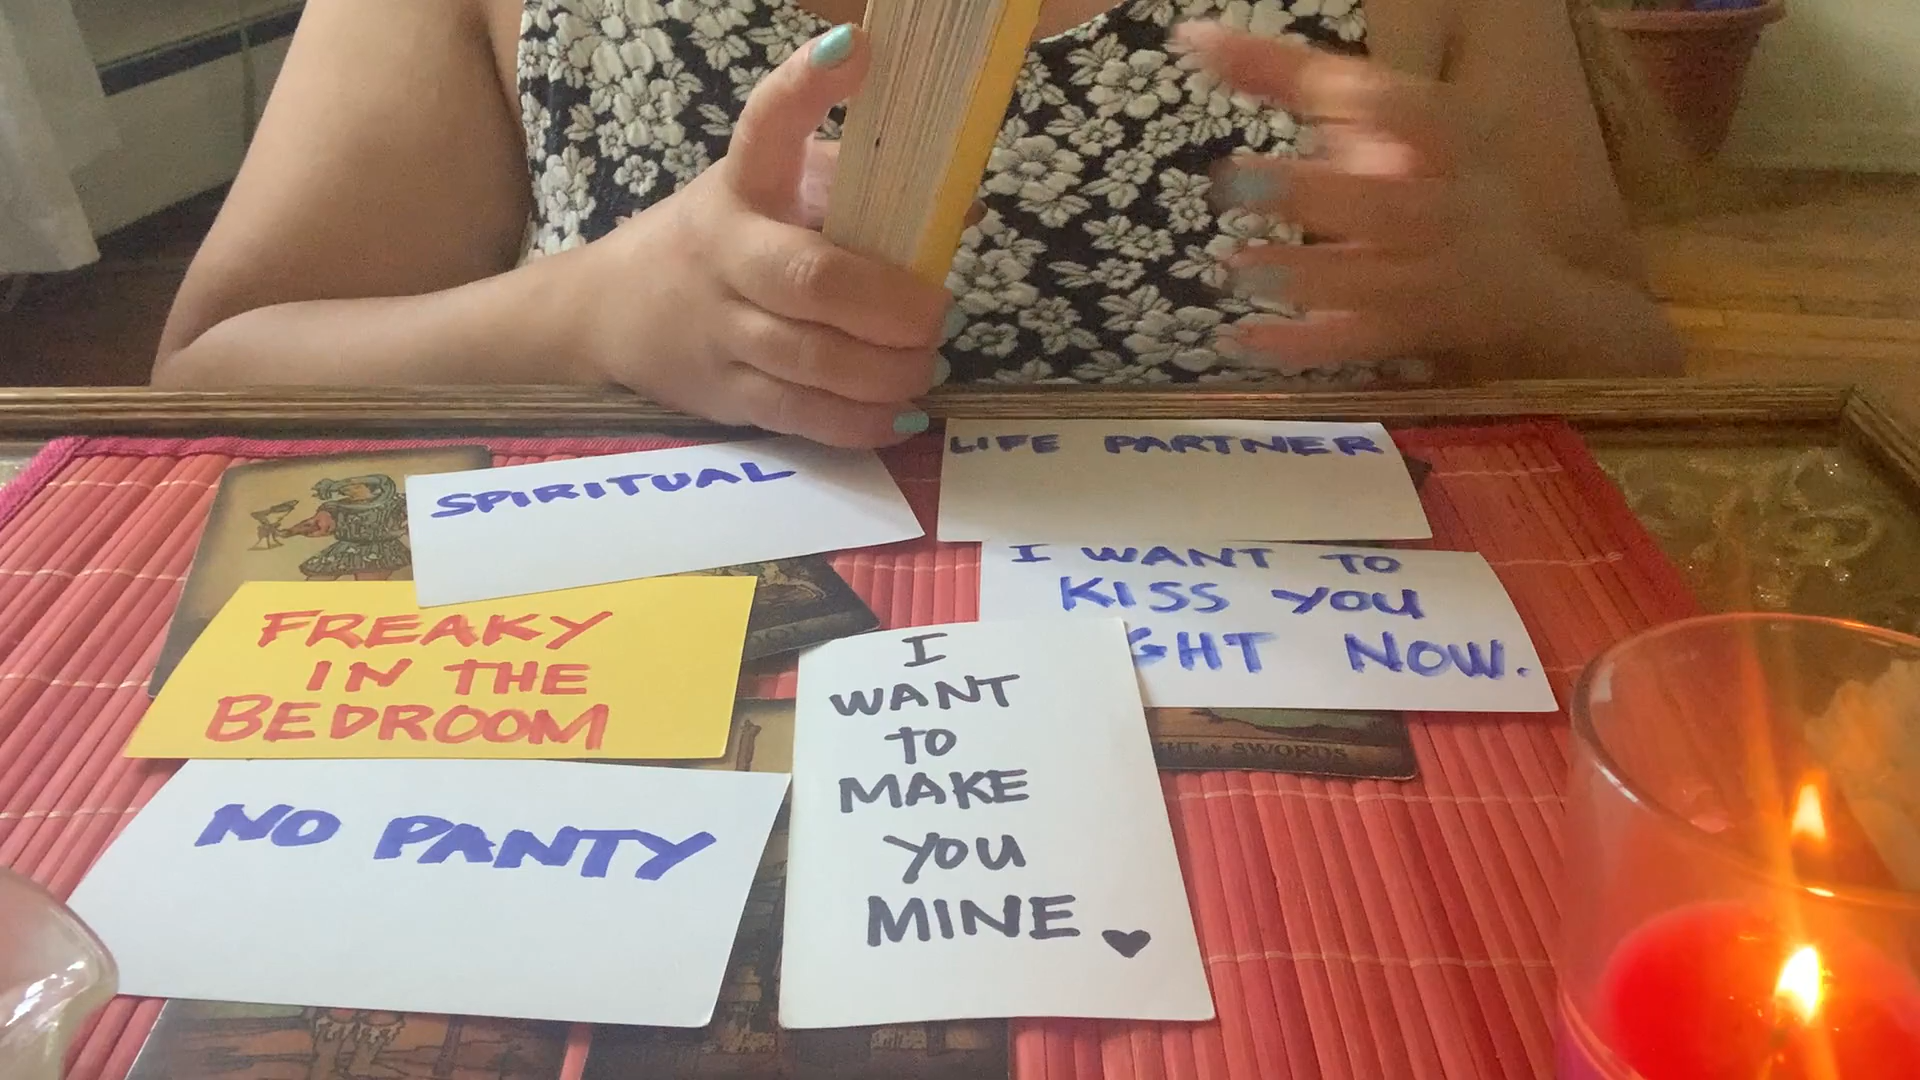 SPIRITUAL
LIFE PARTNER
I WANT TO
KISS YOU
GHT NOW.
FREAKY
IN THE
BEDROOM
I
WANT
TO
MAKE
YOU
MINE
NO PANTY
SWORDS